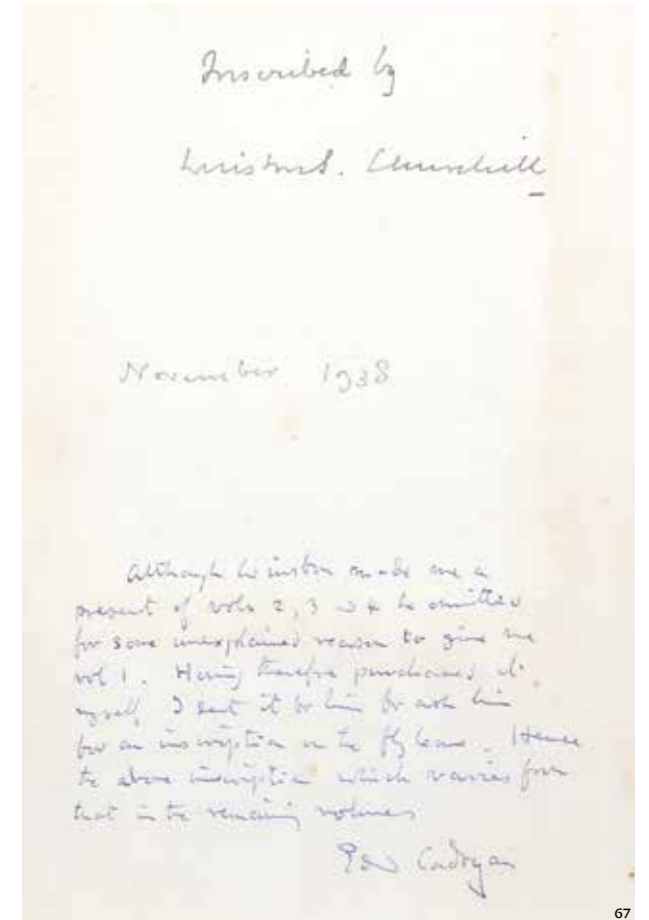 Inscribed by
Winston S. Churchill
November 1938
Although Winston made me a
present of vols 2, 3 & 4 he omitted
for some unexplained reason to give me
vol 1. Having therefore purchased it
myself I sent it to him to ask him
for an inscription on the fly leaf. Hence
the above inscription which varies from
that in the remaining volumes
Edw Cadogan
67